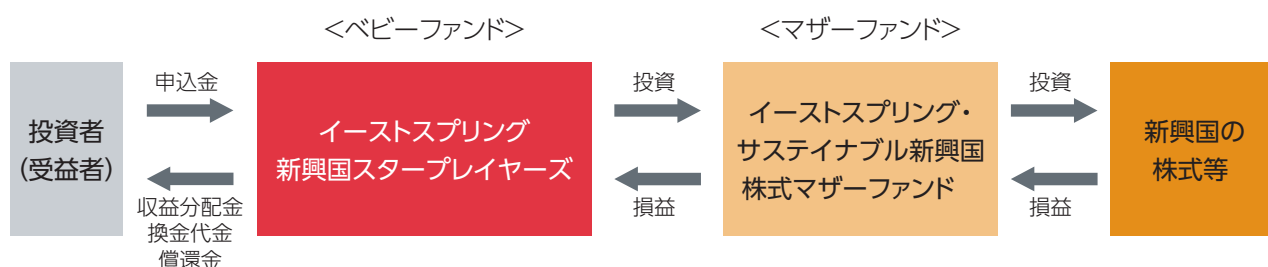 <ベビーファンド>
<マザーファンド>
投資者
(受益者)
申込金
収益分配金
換金代金
償還金
イーストスプリング
新興国スタープレイヤーズ
投資
損益
イーストスプリング・
サステイナブル新興国
株式マザーファンド
投資
損益
新興国の
株式等